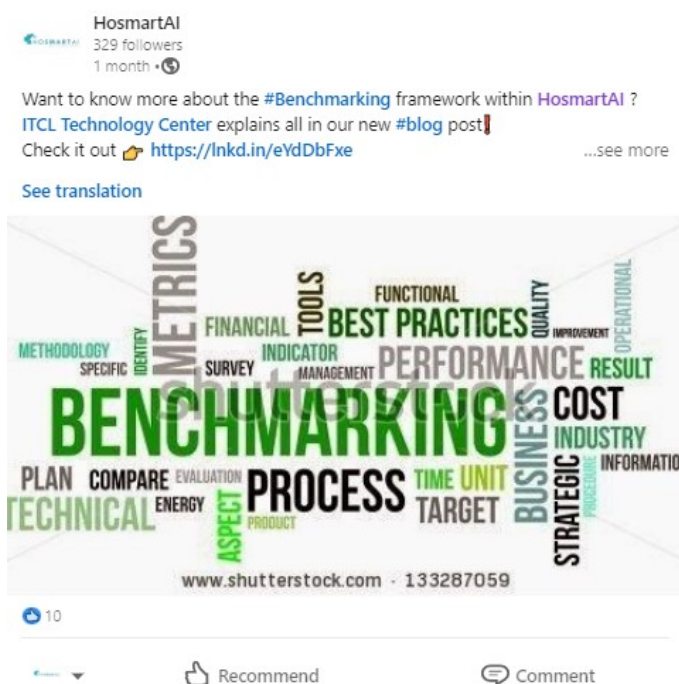 HosmartAI
HOSMARTAI
329 followers
1 month •
Want to know more about the #Benchmarking framework within HosmartAI ?
ITCL Technology Center explains all in our new #blog post❗
Check it out 👉 https://lnkd.in/eYdDbFxe
...see more
See translation
METRICS
TOOLS
FUNCTIONAL
QUALITY
OPERATIONAL
FINANCIAL
BEST PRACTICES
IMPROVEMENT
METHODOLOGY
IDENTIFY
INDICATOR
SPECIFIC
SURVEY
MANAGEMENT
PERFORMANCE
RESULT
shutterstock
BENCHMARKING
BUSINESS
COST
INDUSTRY
PLAN
COMPARE
EVALUATION
PROCESS
TIME
UNIT
STRATEGIC
PROCEDURE
INFORMATIO
TECHNICAL
ENERGY
ASPECT
PRODUCT
TARGET
www.shutterstock.com · 133287059
10
Recommend
Comment